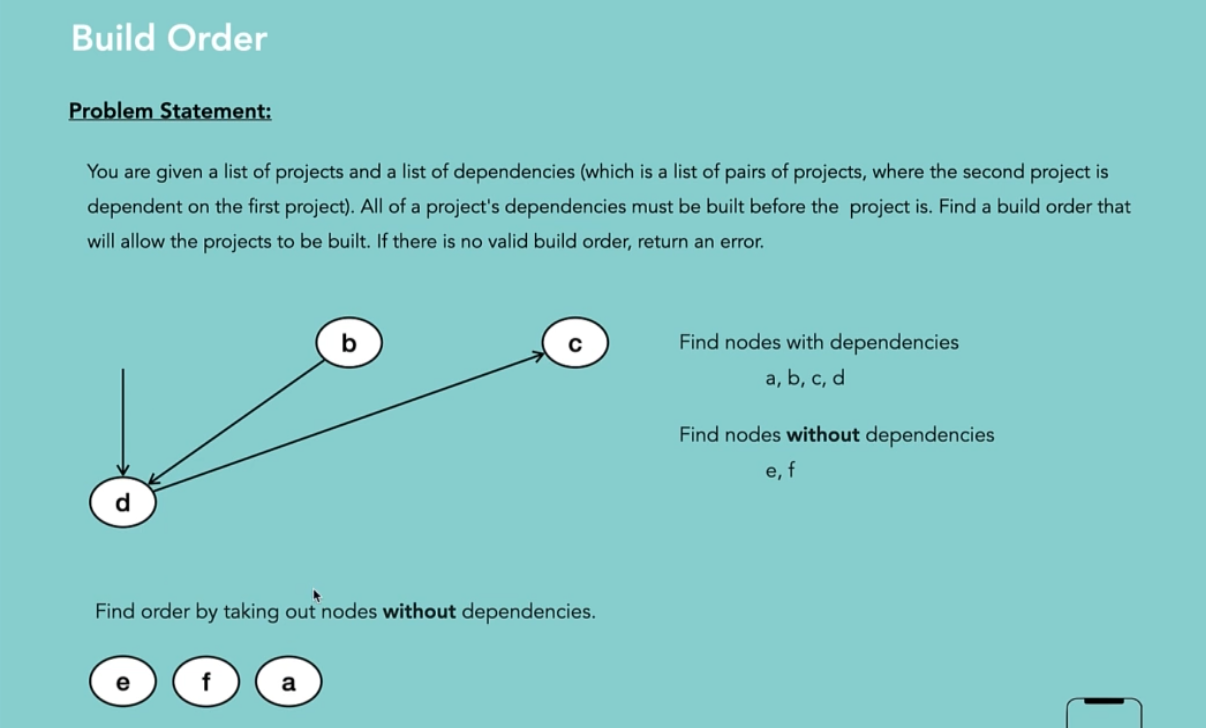 Build Order
Problem Statement:
You are given a list of projects and a list of dependencies (which is a list of pairs of projects, where the second project is
dependent on the first project). All of a project's dependencies must be built before the project is. Find a build order that
will allow the projects to be built. If there is no valid build order, return an error.
b
c
d
Find nodes with dependencies
a, b, c, d
Find nodes without dependencies
e, f
Find order by taking out nodes without dependencies.
e f a